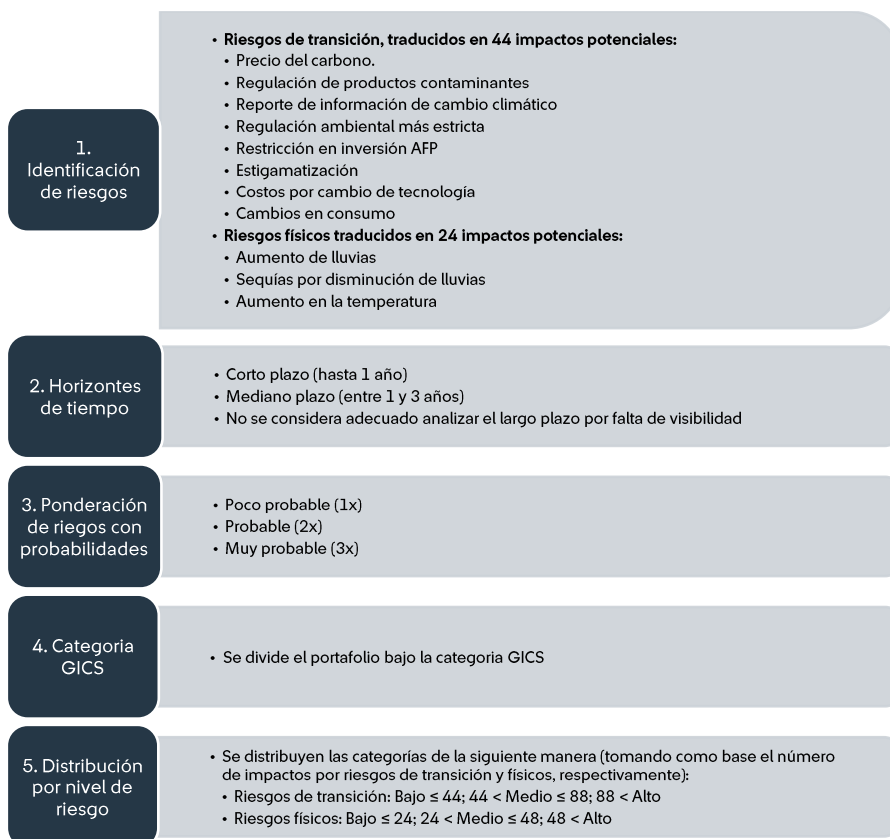 1.
Identificación
de riesgos
• Riesgos de transición, traducidos en 44 impactos potenciales:
• Precio del carbono.
• Regulación de productos contaminantes
• Reporte de información de cambio climático
• Regulación ambiental más estricta
• Restricción en inversión AFP
• Estigamatización
• Costos por cambio de tecnología
• Cambios en consumo
• Riesgos físicos traducidos en 24 impactos potenciales:
• Aumento de lluvias
• Sequías por disminución de lluvias
• Aumento en la temperatura
2. Horizontes
de tiempo
• Corto plazo (hasta 1 año)
• Mediano plazo (entre 1 y 3 años)
• No se considera adecuado analizar el largo plazo por falta de visibilidad
3. Ponderación
de riegos con
probabilidades
• Poco probable (1x)
• Probable (2x)
• Muy probable (3x)
4. Categoria
GICS
• Se divide el portafolio bajo la categoria GICS
5. Distribución
por nivel de
riesgo
• Se distribuyen las categorías de la siguiente manera (tomando como base el número
de impactos por riesgos de transición y físicos, respectivamente):
• Riesgos de transición: Bajo ≤ 44; 44 < Medio ≤ 88; 88 < Alto
• Riesgos físicos: Bajo ≤ 24; 24 < Medio ≤ 48; 48 < Alto